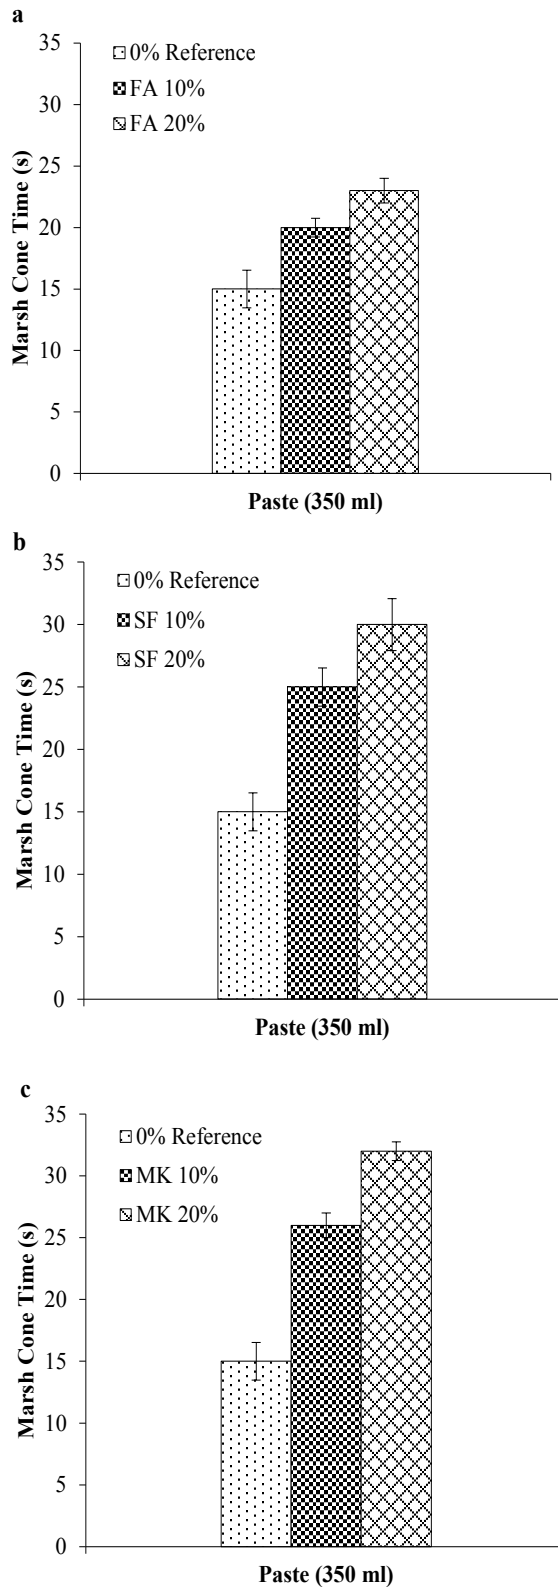 a
35
30
25
20
15
10
5
0
Marsh Cone Time (s)
0% Reference
FA 10%
FA 20%
Paste (350 ml)
b
35
30
25
20
15
10
5
0
Marsh Cone Time (s)
0% Reference
SF 10%
SF 20%
Paste (350 ml)
c
35
30
25
20
15
10
5
0
Marsh Cone Time (s)
0% Reference
MK 10%
MK 20%
Paste (350 ml)